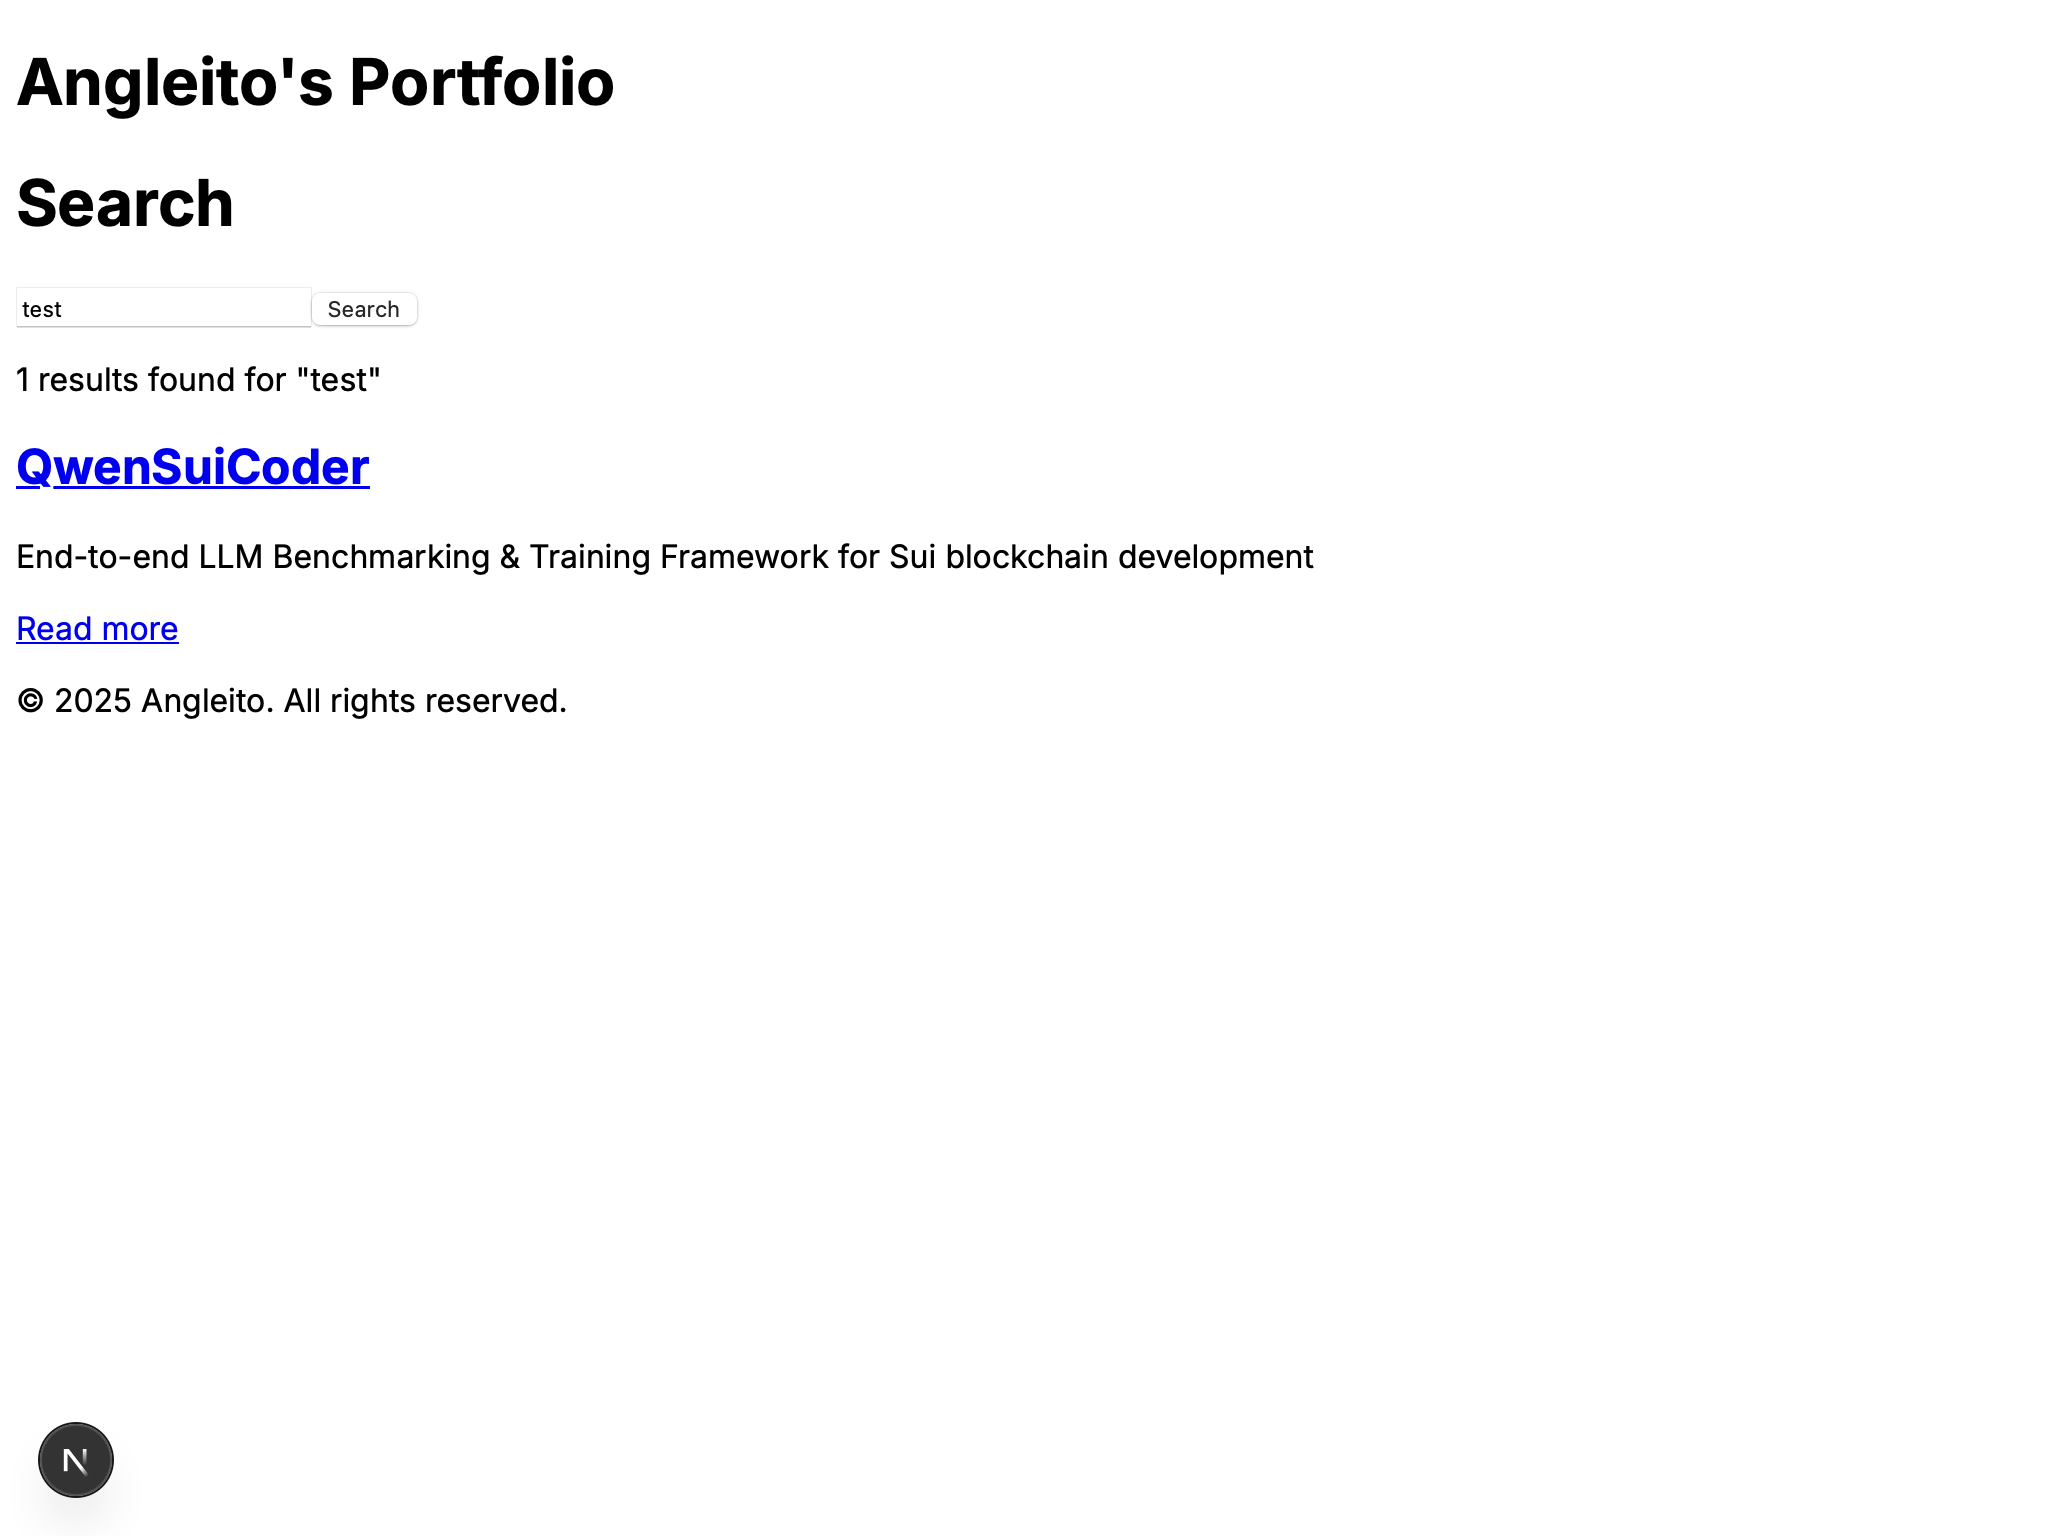 Angleito's Portfolio
Search
test Search
1 results found for "test"
QwenSuiCoder
End-to-end LLM Benchmarking & Training Framework for Sui blockchain development
Read more
© 2025 Angleito. All rights reserved.
N